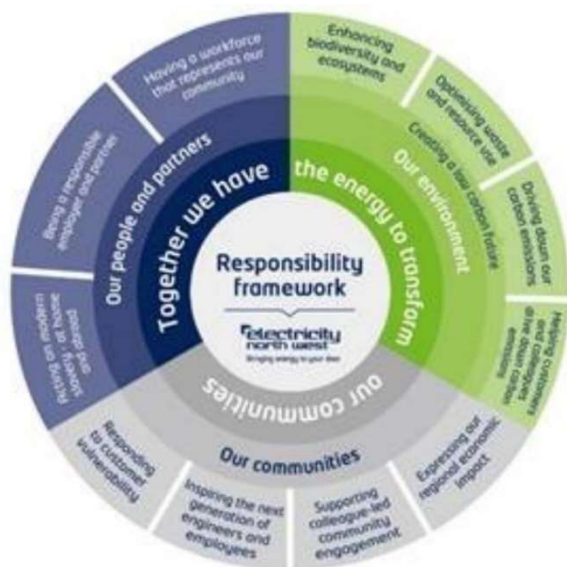 Responsibility
framework
electricity
north west
Bringing energy to your door
Together we have
the energy to transform
our communities
Our people and partners
Acting on modern
slavery, at home
and abroad
Being a responsible
employer and partner
Having a workforce
that represents our
community
Our environment
Creating a low carbon future
Enhancing
biodiversity and
ecosystems
Optimising waste
and resource use
Driving down our
carbon emissions
Helping customers
and colleagues
drive down carbon
emissions
Our communities
Expressing our
regional economic
impact
Supporting
colleague-led
community
engagement
Inspiring the next
generation of
engineers and
employees
Responding
to customer
vulnerability